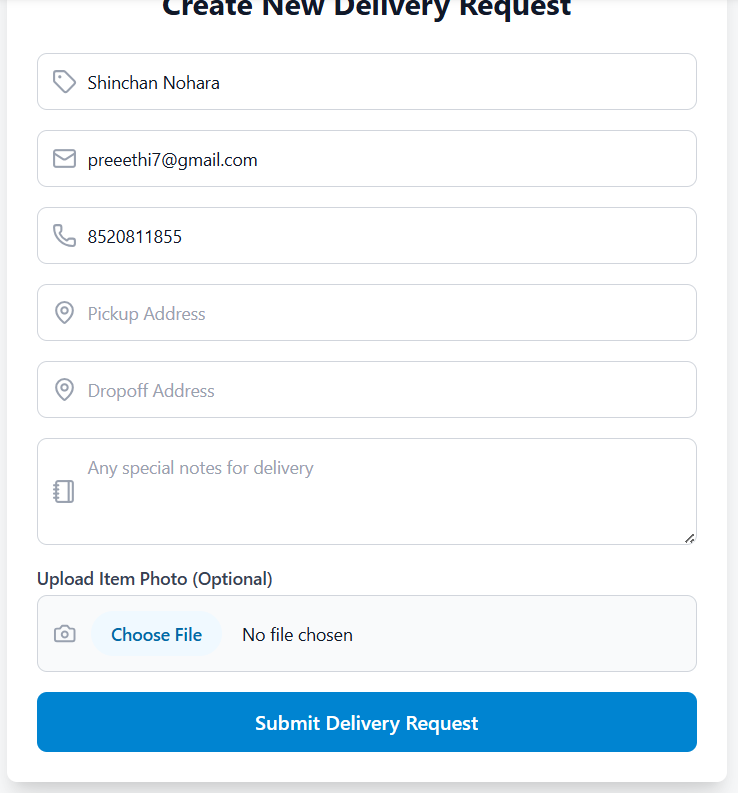 Create New Delivery Request
Shinchan Nohara
preeethi7@gmail.com
8520811855
Pickup Address
Dropoff Address
Any special notes for delivery
Upload Item Photo (Optional)
Choose File No file chosen
Submit Delivery Request